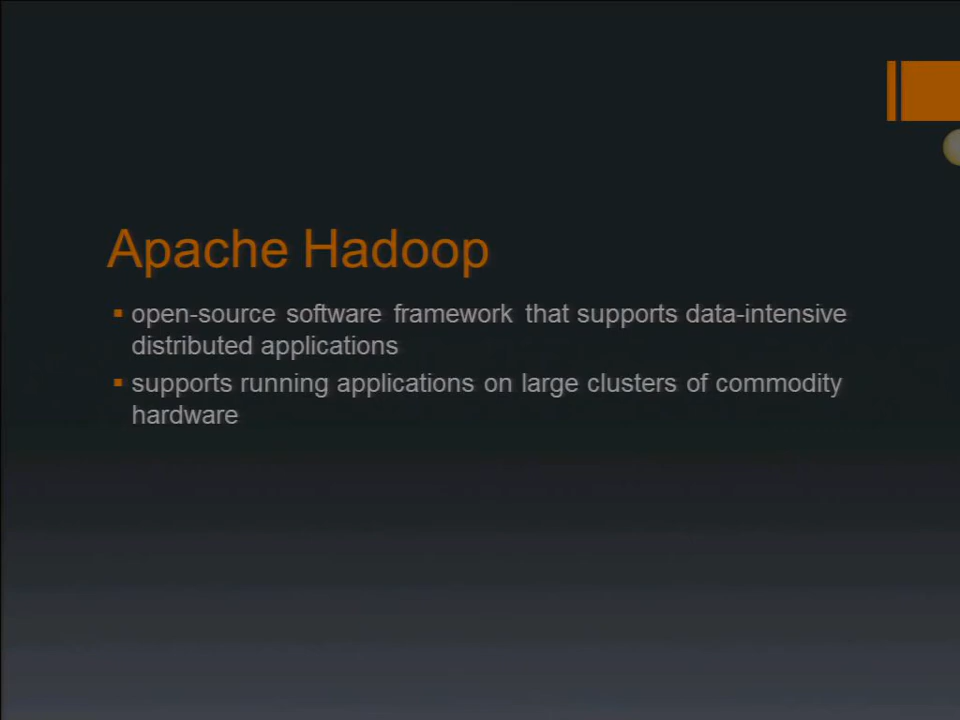 Apache Hadoop
open-source software framework that supports data-intensive
distributed applications
supports running applications on large clusters of commodity
hardware